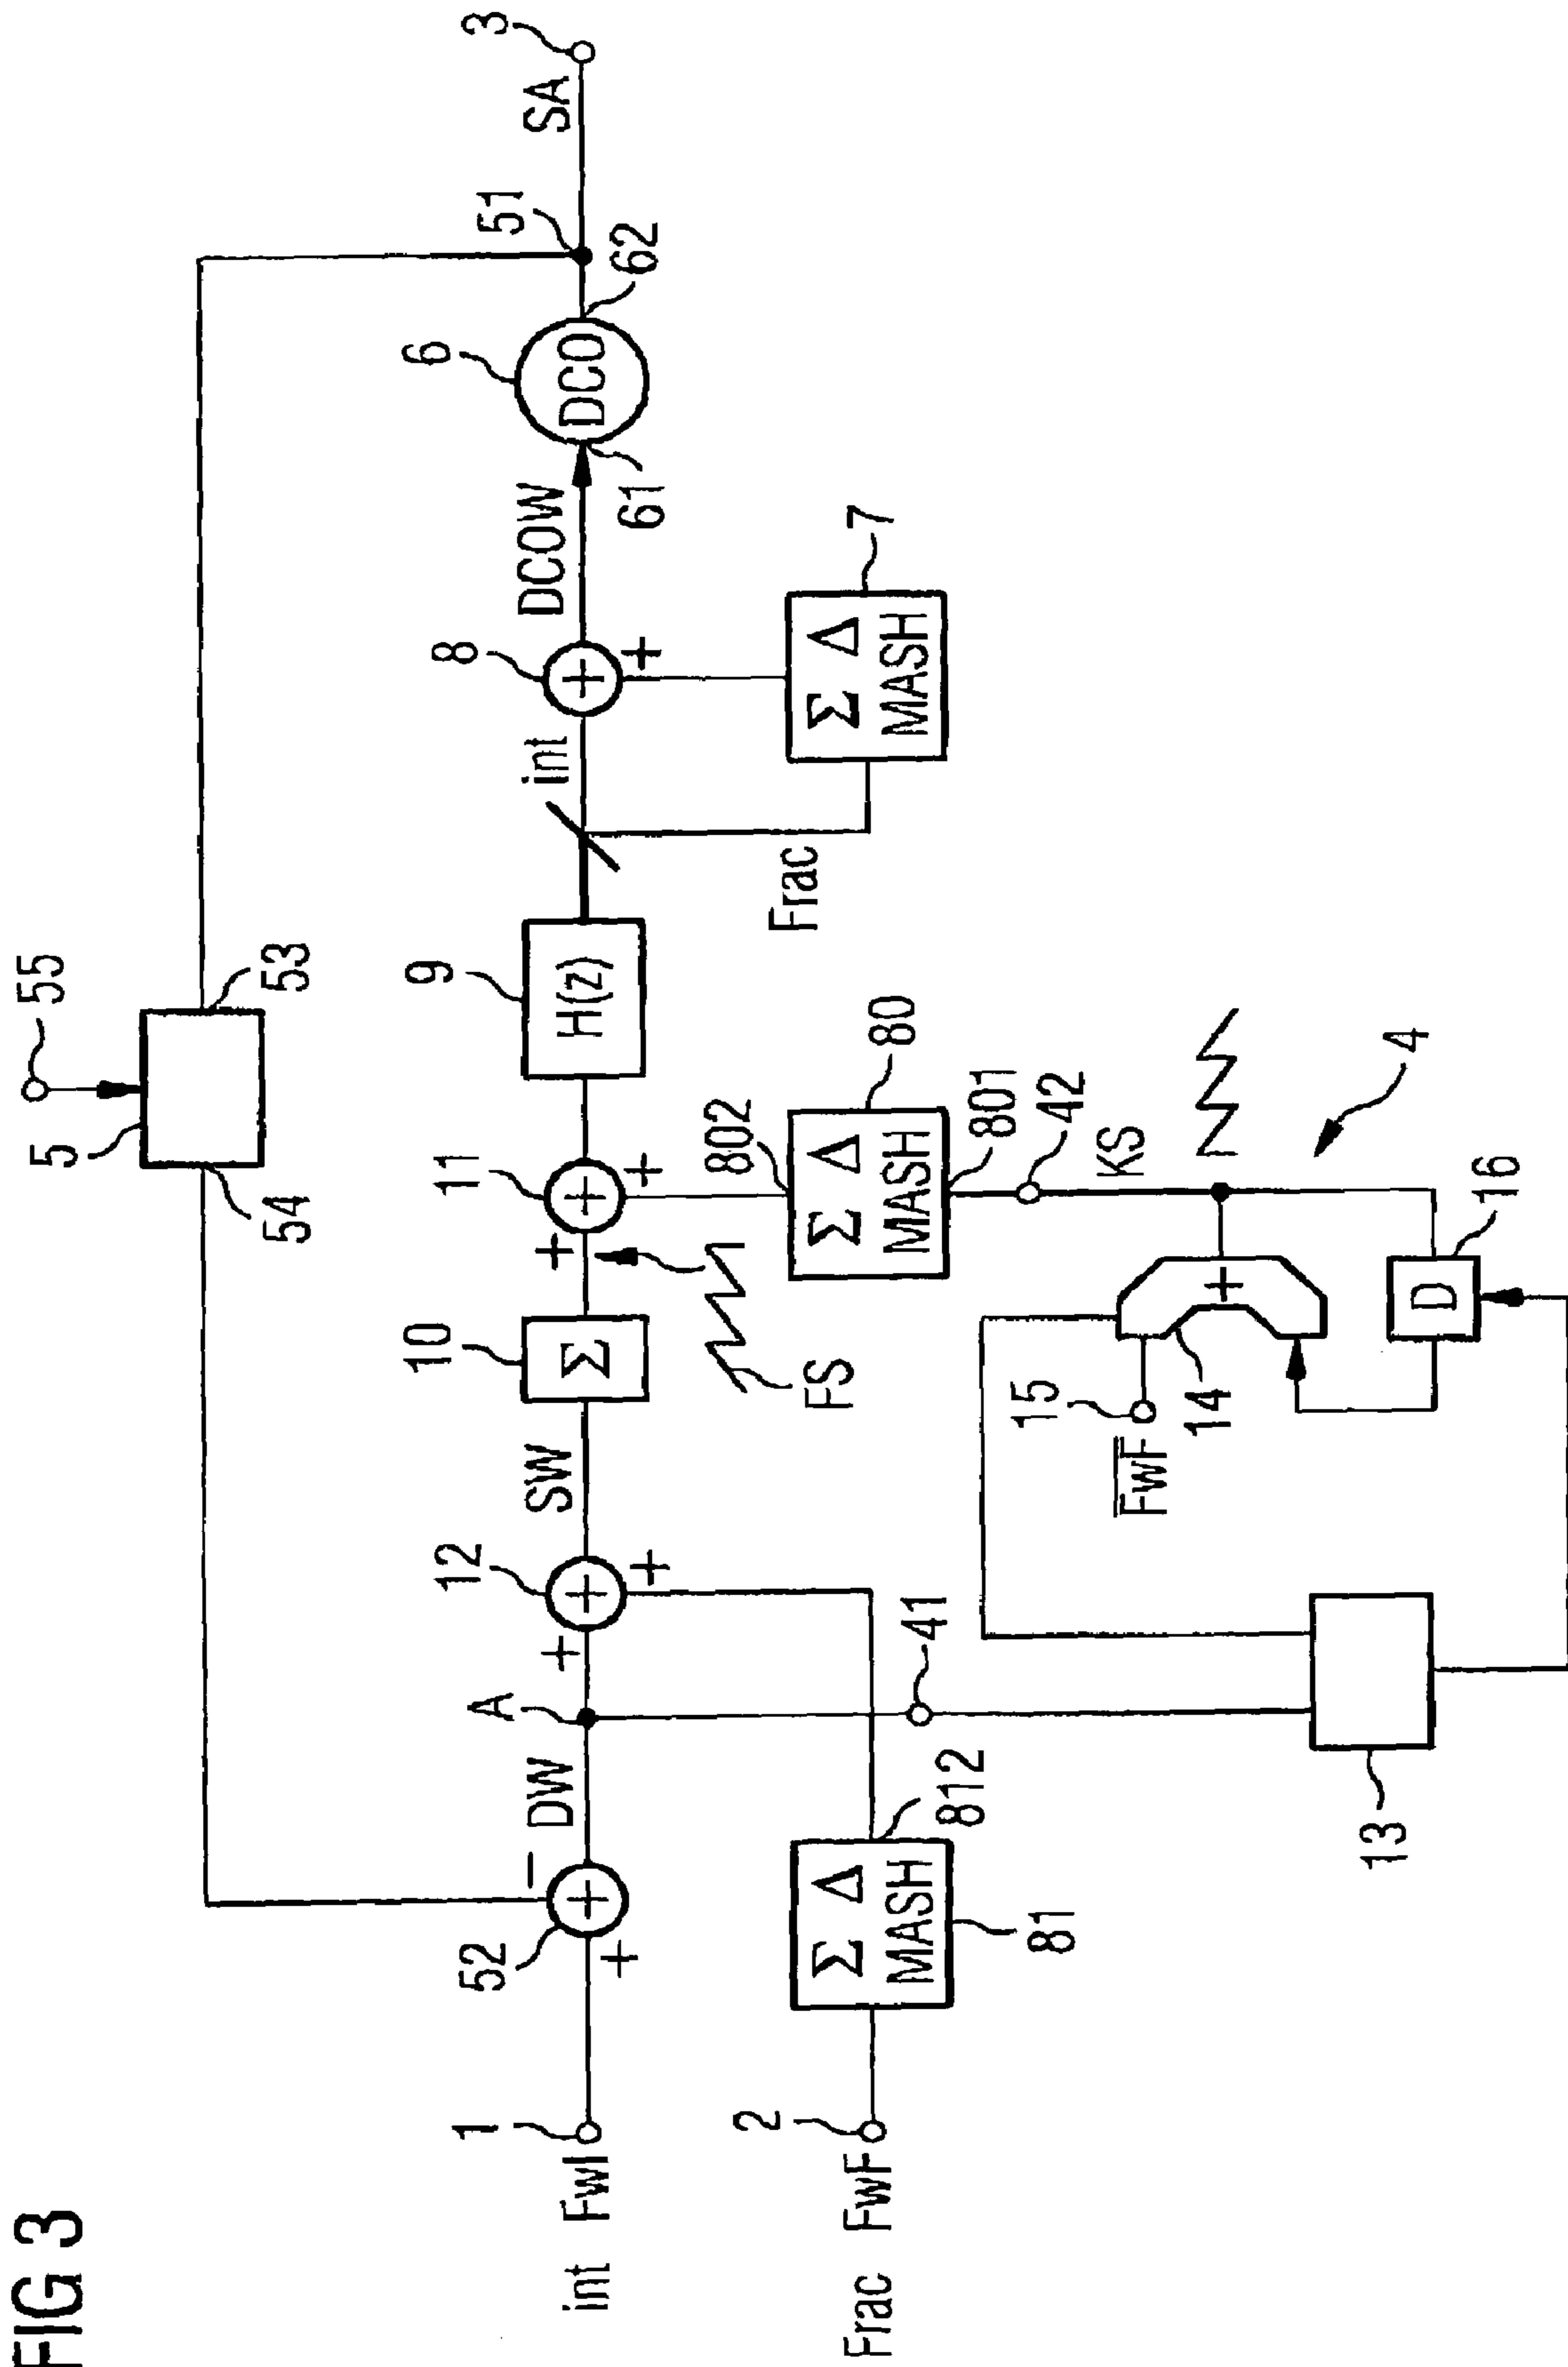 FIG 3
55
5
53
54
3
SA
51
62
6
DCO
61
DCOW
8
+
+
int
Frac
7
Σ Δ
MASH
9
H(z)
11
+
+
+
802
80
Σ Δ
MASH
801
42
KS
4
10
Σ
FS
SW
12
+
+
+
A
DW
41
–
52
+
+
1
int FwI
2
Frac FwF
812
Σ Δ
MASH
81
15
F̅w̅F̅
14
+
16
D
13